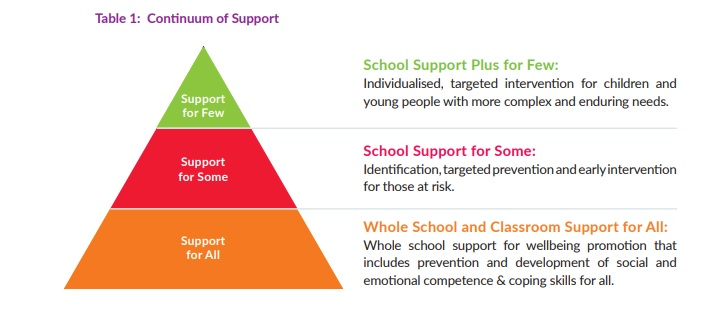 Table 1: Continuum of Support
Support
for Few
School Support Plus for Few:
Individualised, targeted intervention for children and
young people with more complex and enduring needs.
Support
for Some
School Support for Some:
Identification, targeted prevention and early intervention
for those at risk.
Support
for All
Whole School and Classroom Support for All:
Whole school support for wellbeing promotion that
includes prevention and development of social and
emotional competence & coping skills for all.